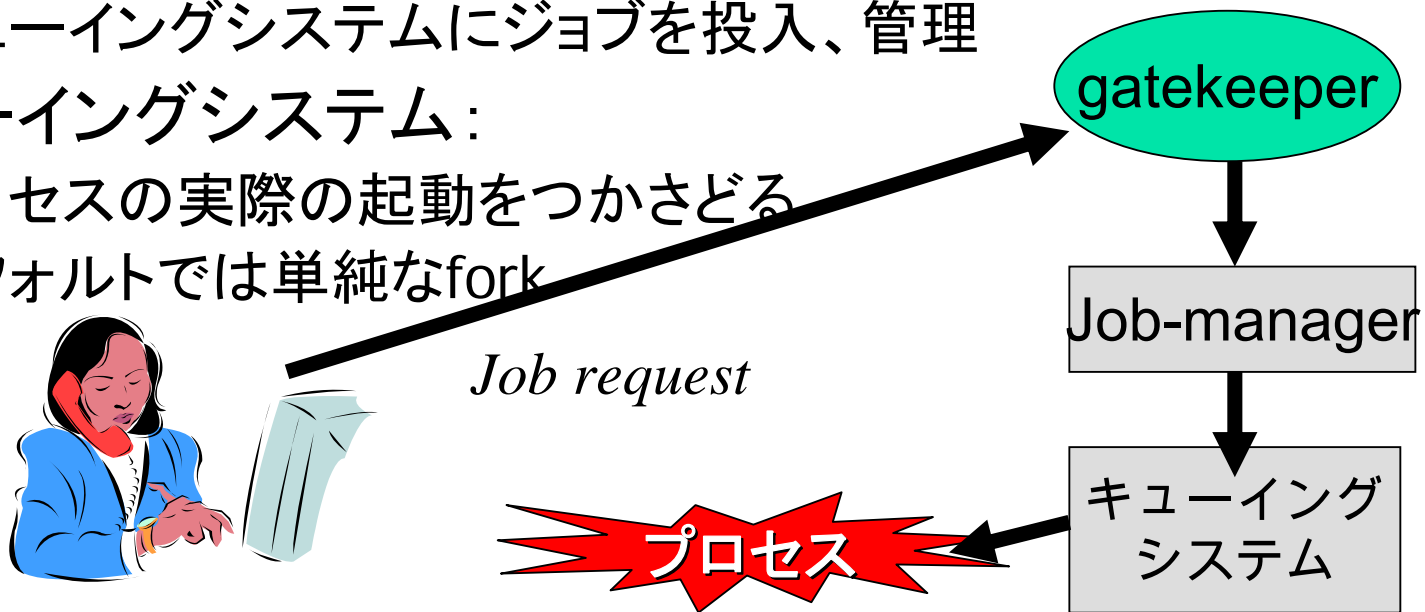 ューイングシステムにジョブを投入、管理
ーイングシステム：
セスの実際の起動をつかさどる
フォルトでは単純なfork
gatekeeper
Job-manager
Job request
キューイング
システム
プロセス